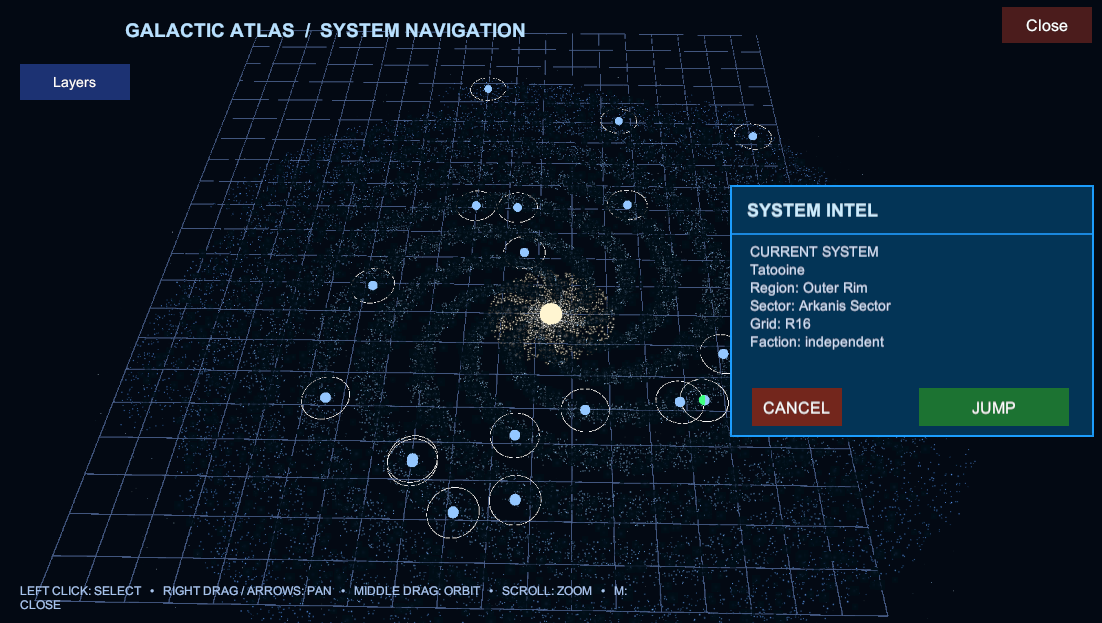 GALACTIC ATLAS / SYSTEM NAVIGATION
Close
Layers
SYSTEM INTEL
CURRENT SYSTEM
Tatooine
Region: Outer Rim
Sector: Arkanis Sector
Grid: R16
Faction: independent
CANCEL
JUMP
LEFT CLICK: SELECT • RIGHT DRAG / ARROWS: PAN • MIDDLE DRAG: ORBIT • SCROLL: ZOOM • M:
CLOSE